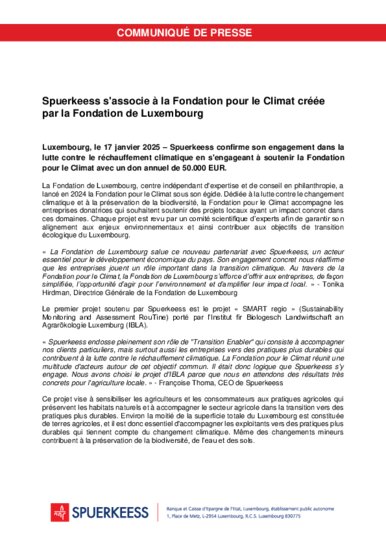 COMMUNIQUÉ DE PRESSE
Spuerkeess s'associe à la Fondation pour le Climat créée
par la Fondation de Luxembourg
Luxembourg, le 17 janvier 2025 – Spuerkeess confirme son engagement dans la
lutte contre le réchauffement climatique en s'engageant à soutenir la Fondation
pour le Climat avec un don annuel de 50.000 EUR.
La Fondation de Luxembourg, centre indépendant d'expertise et de conseil en philanthropie, a
lancé en 2024 la Fondation pour le Climat sous son égide. Dédiée à la lutte contre le changement
climatique et à la préservation de la biodiversité, la Fondation pour le Climat accompagne les
entreprises donatrices qui souhaitent soutenir des projets locaux ayant un impact concret dans
ces domaines. Chaque projet est revu par un comité scientifique d'experts afin de garantir son
alignement aux enjeux environnementaux et ainsi contribuer aux objectifs de transition
écologique du Luxembourg.
« La Fondation de Luxembourg salue ce nouveau partenariat avec Spuerkeess, un acteur
essentiel pour le développement économique du pays. Son engagement concret nous réaffirme
que les entreprises jouent un rôle important dans la transition climatique. Au travers de la
Fondation pour le Climat, la Fondation de Luxembourg s'efforce d'offrir aux entreprises, de façon
simplifiée, l'opportunité d'agir pour l'environnement et d'amplifier leur impact local. » - Tonika
Hirdman, Directrice Générale de la Fondation de Luxembourg
Le premier projet soutenu par Spuerkeess est le projet « SMART regio » (Sustainability
Monitoring and Assessment RouTine) porté par l'Institut fir Biologesch Landwirtschaft an
Agrarökologie Luxemburg (IBLA).
« Spuerkeess endosse pleinement son rôle de "Transition Enabler" qui consiste à accompagner
nos clients particuliers, mais surtout aussi les entreprises vers des pratiques plus durables qui
contribuent à la lutte contre le réchauffement climatique. La Fondation pour le Climat réunit une
multitude d'acteurs autour de cet objectif commun. Il était donc logique que Spuerkeess s'y
engage. Nous avons choisi le projet d'IBLA parce que nous en attendons des résultats très
concrets pour l'agriculture locale. » - Françoise Thoma, CEO de Spuerkeess
Ce projet vise à sensibiliser les agriculteurs et les consommateurs aux pratiques agricoles qui
préservent les habitats naturels et à accompagner le secteur agricole dans la transition vers des
pratiques plus durables. Environ la moitié de la superficie totale du Luxembourg est constituée
de terres agricoles, et il est donc essentiel d'accompagner les exploitants vers des pratiques plus
durables qui tiennent compte du changement climatique. Même des changements mineurs
contribuent à la préservation de la biodiversité, de l'eau et des sols.
SPUERKEESS
Banque et Caisse d'Epargne de l'Etat, Luxembourg, établissement public autonome
1, Place de Metz, L-2954 Luxembourg, R.C.S. Luxembourg B30775